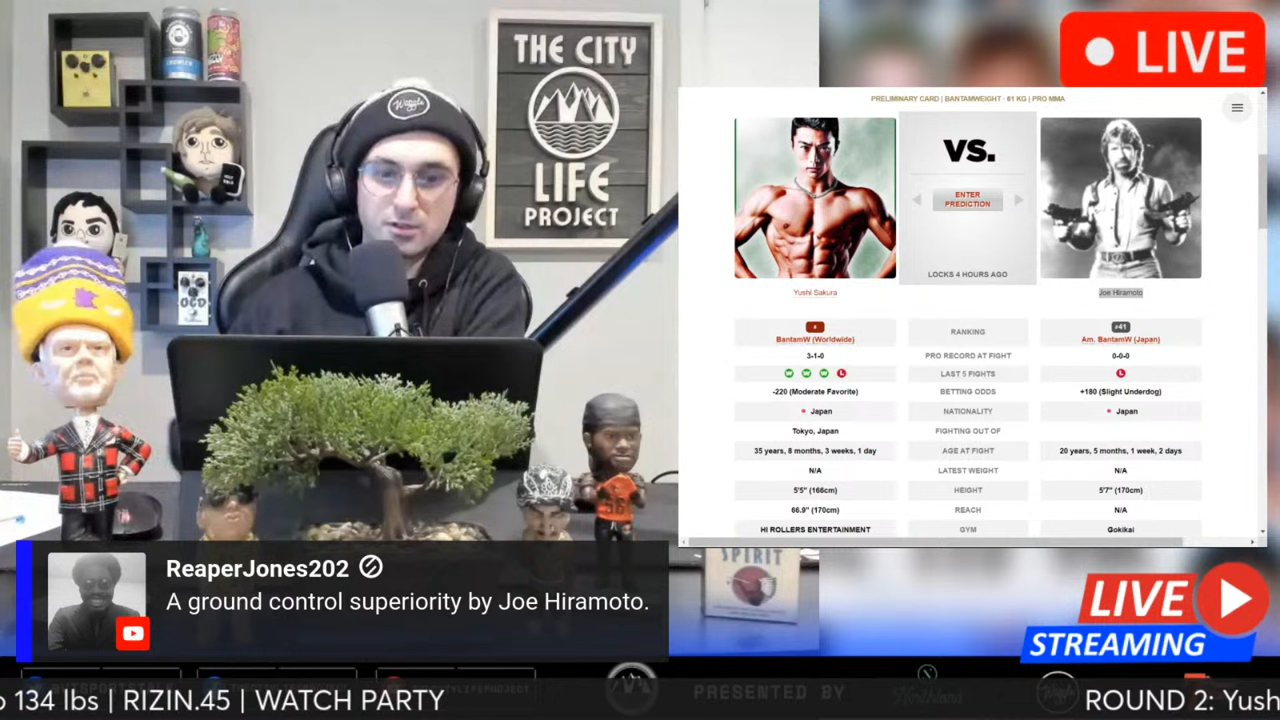 THE CITY
LIFE
PROJECT
Waggle
OCD
LIVE
PRELIMINARY CARD | BANTAMWEIGHT · 61 KG | PRO MMA
VS.
ENTER
PREDICTION
LOCKS 4 HOURS AGO
Yushi Sakura
Joe Hiramoto
RANKING
BantamW (Worldwide)
#41
Am. BantamW (Japan)
3-1-0
PRO RECORD AT FIGHT
0-0-0
W W W L
LAST 5 FIGHTS
L
-220 (Moderate Favorite)
BETTING ODDS
+180 (Slight Underdog)
Japan
NATIONALITY
Japan
Tokyo, Japan
FIGHTING OUT OF
35 years, 8 months, 3 weeks, 1 day
AGE AT FIGHT
20 years, 5 months, 1 week, 2 days
N/A
LATEST WEIGHT
N/A
5'5" (166cm)
HEIGHT
5'7" (170cm)
66.9" (170cm)
REACH
N/A
HI ROLLERS ENTERTAINMENT
GYM
Gokikai
SPIRIT
ReaperJones202
A ground control superiority by Joe Hiramoto.
LIVE
STREAMING
PRESENTED BY
o 134 lbs | RIZIN.45 | WATCH PARTY
ROUND 2: Yush